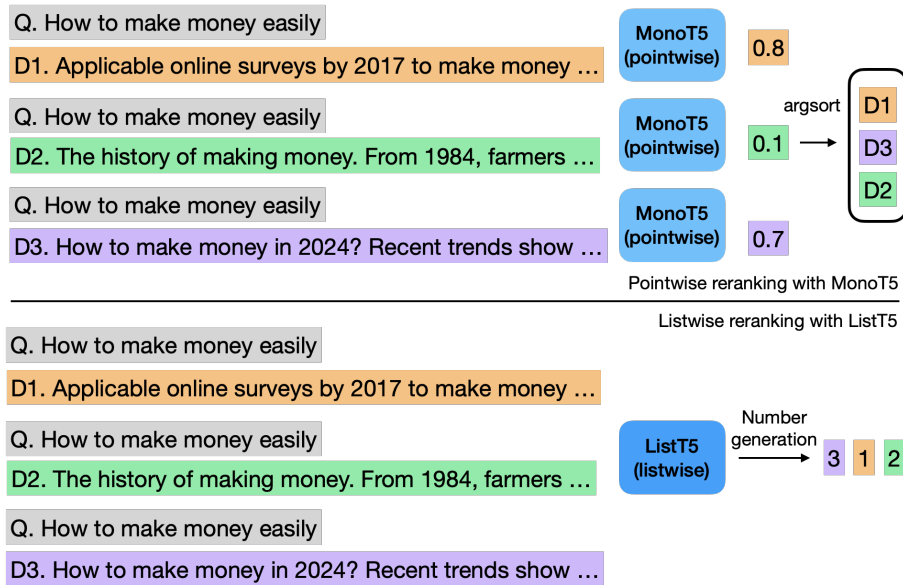 Q. How to make money easily
D1. Applicable online surveys by 2017 to make money ...
MonoT5
(pointwise)
0.8
Q. How to make money easily
D2. The history of making money. From 1984, farmers ...
MonoT5
(pointwise)
0.1
argsort
D1
D3
D2
Q. How to make money easily
D3. How to make money in 2024? Recent trends show ...
MonoT5
(pointwise)
0.7
Pointwise reranking with MonoT5
Listwise reranking with ListT5
Q. How to make money easily
D1. Applicable online surveys by 2017 to make money ...
Q. How to make money easily
D2. The history of making money. From 1984, farmers ...
Q. How to make money easily
D3. How to make money in 2024? Recent trends show ...
ListT5
(listwise)
Number
generation
3 1 2